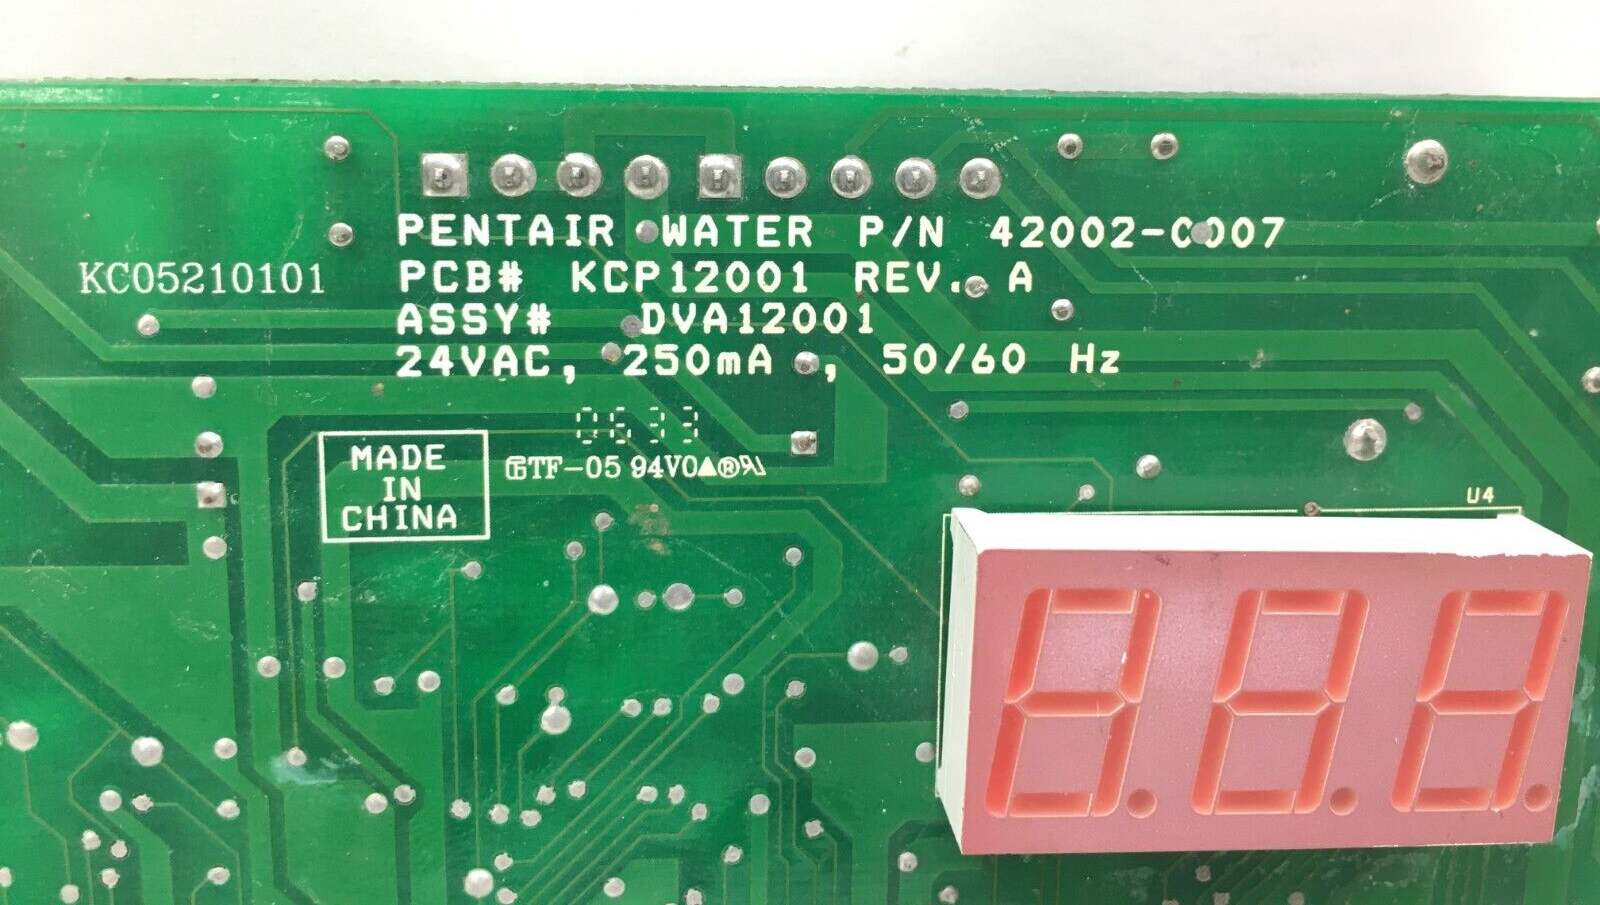 PENTAIR WATER P/N 42002-0007
KC05210101
PCB# KCP12001 REV. A
ASSY# DVA12001
24VAC, 250mA , 50/60 Hz
0633
MADE
IN
CHINA
TF-05 94V0▲®
U4